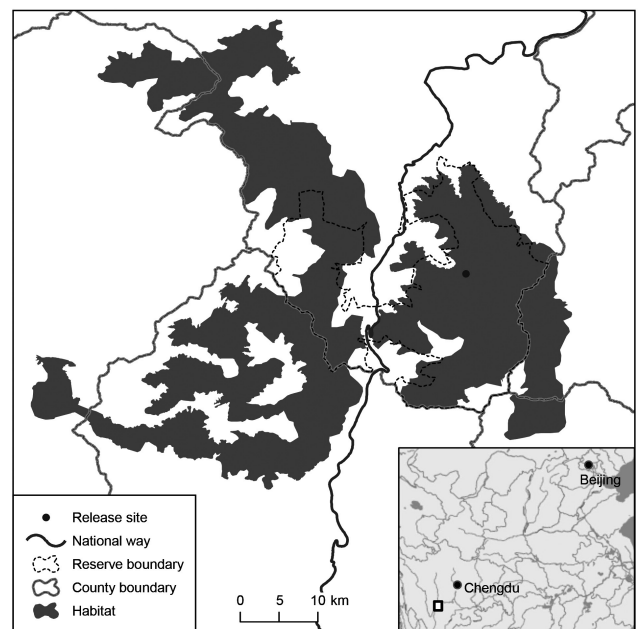 Beijing
Chengdu
Release site
National way
Reserve boundary
County boundary
Habitat
0 5 10 km